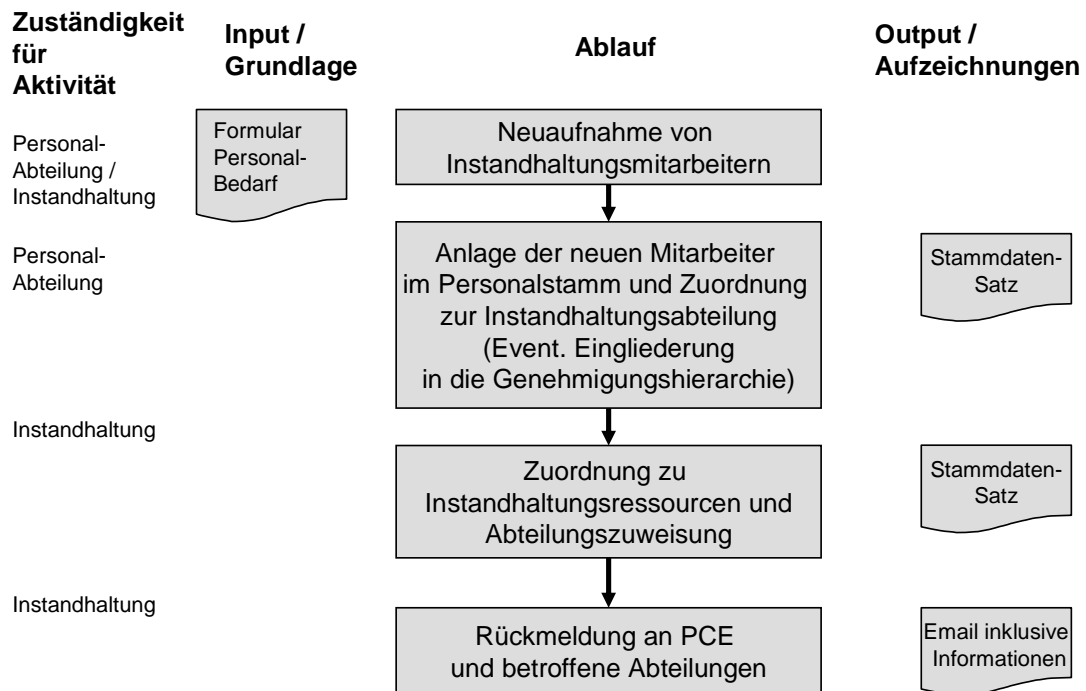 Zuständigkeit
für
Aktivität
Input /
Grundlage
Ablauf
Output /
Aufzeichnungen
Personal-
Abteilung /
Instandhaltung
Formular
Personal-
Bedarf
Neuaufnahme von
Instandhaltungsmitarbeitern
Personal-
Abteilung
Anlage der neuen Mitarbeiter
im Personalstamm und Zuordnung
zur Instandhaltungsabteilung
(Event. Eingliederung
in die Genehmigungshierarchie)
Stammdaten-
Satz
Instandhaltung
Zuordnung zu
Instandhaltungsressourcen und
Abteilungszuweisung
Stammdaten-
Satz
Instandhaltung
Rückmeldung an PCE
und betroffene Abteilungen
Email inklusive
Informationen